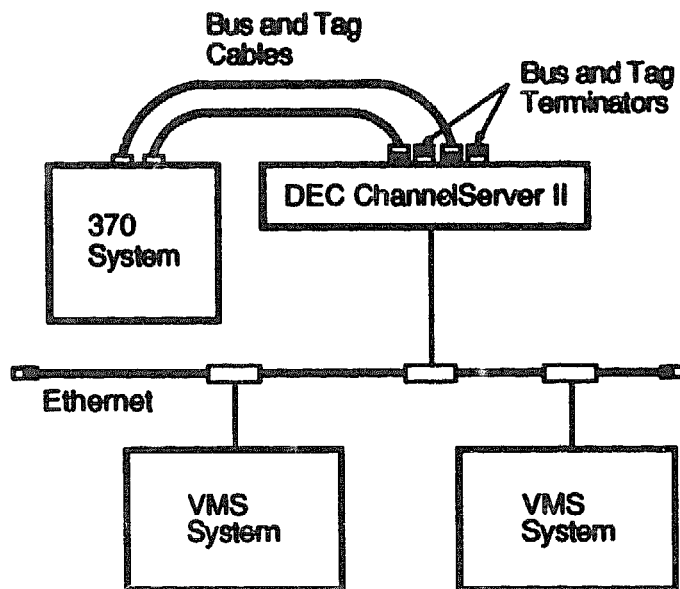 Bus and Tag
Cables
Bus and Tag
Terminators
DEC ChannelServer II
370
System
Ethernet
VMS
System
VMS
System